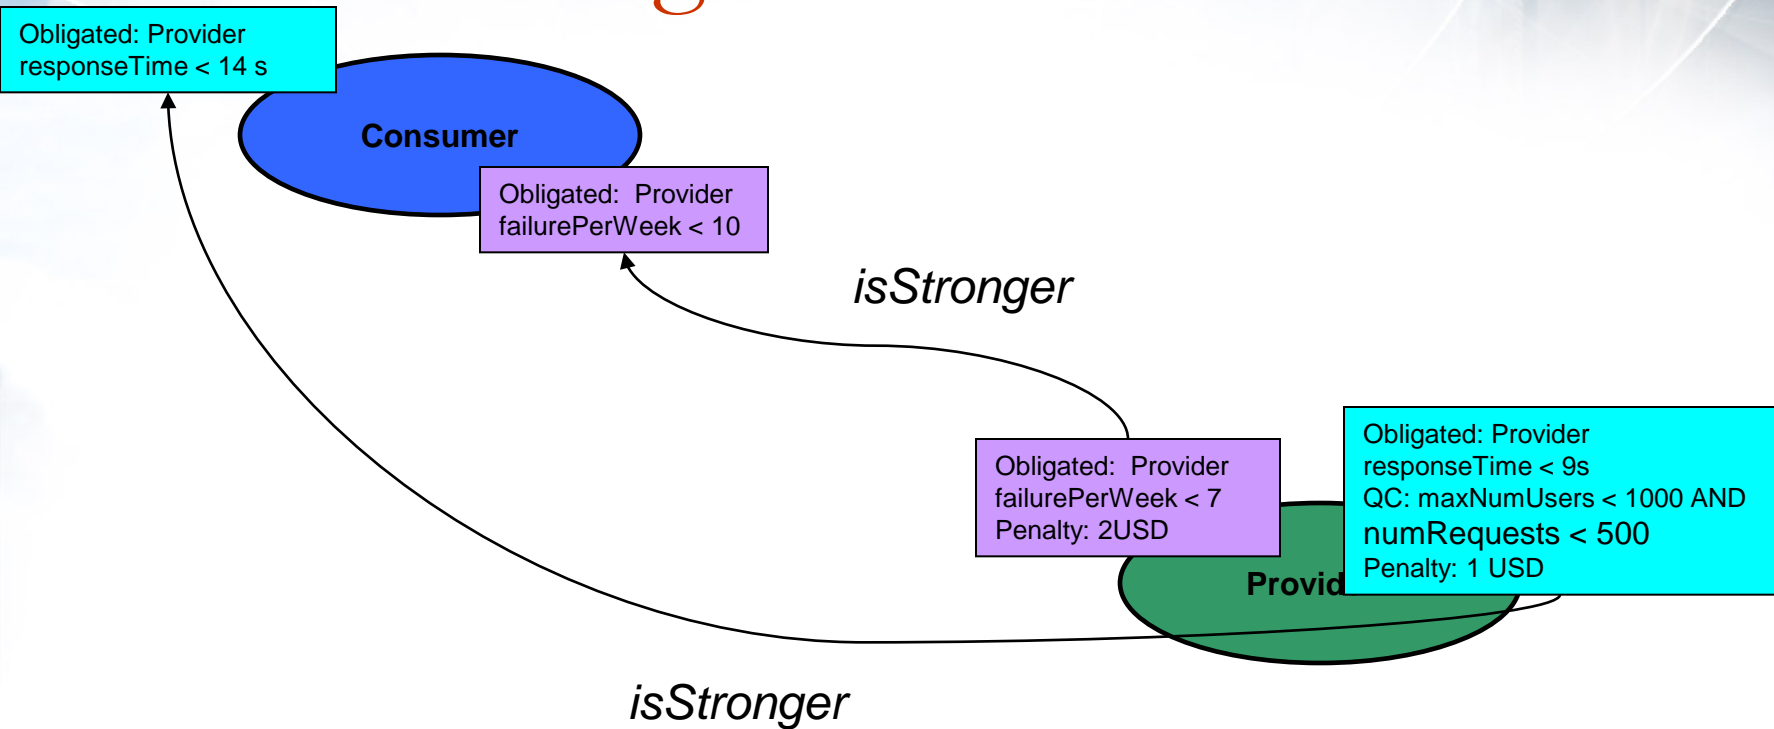 Obligated: Provider
responseTime < 14 s
Consumer
Obligated:  Provider
failurePerWeek < 10
isStronger
Obligated:  Provider
failurePerWeek < 7
Penalty: 2USD
Obligated: Provider
responseTime < 9s
QC: maxNumUsers < 1000 AND
numRequests < 500
Penalty: 1 USD
isStronger